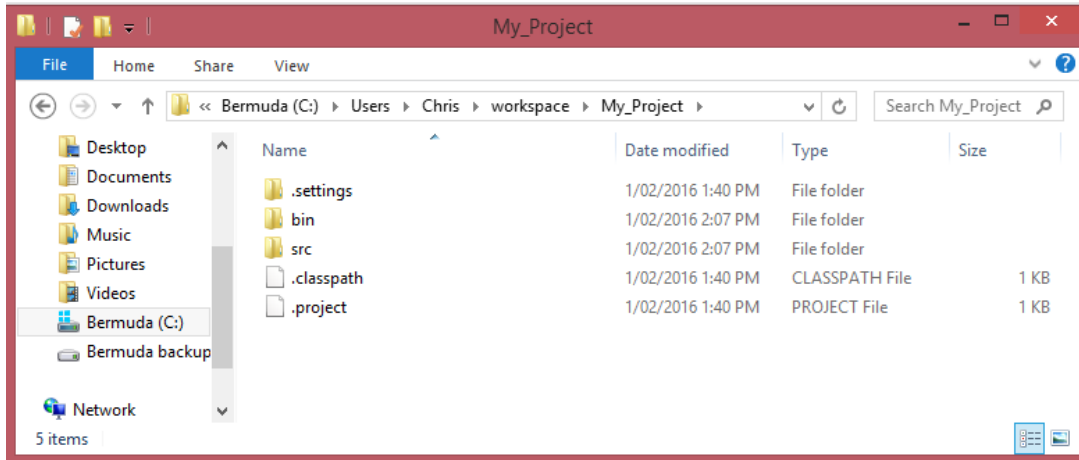 My_Project
File Home Share View
« Bermuda (C:) Users Chris workspace My_Project Search My_Project
Name Date modified Type Size
Desktop
Documents
Downloads
Music
Pictures
Videos
Bermuda (C:)
Bermuda backup
Network
.settings 1/02/2016 1:40 PM File folder
bin 1/02/2016 2:07 PM File folder
src 1/02/2016 2:07 PM File folder
.classpath 1/02/2016 1:40 PM CLASSPATH File 1 KB
.project 1/02/2016 1:40 PM PROJECT File 1 KB
5 items